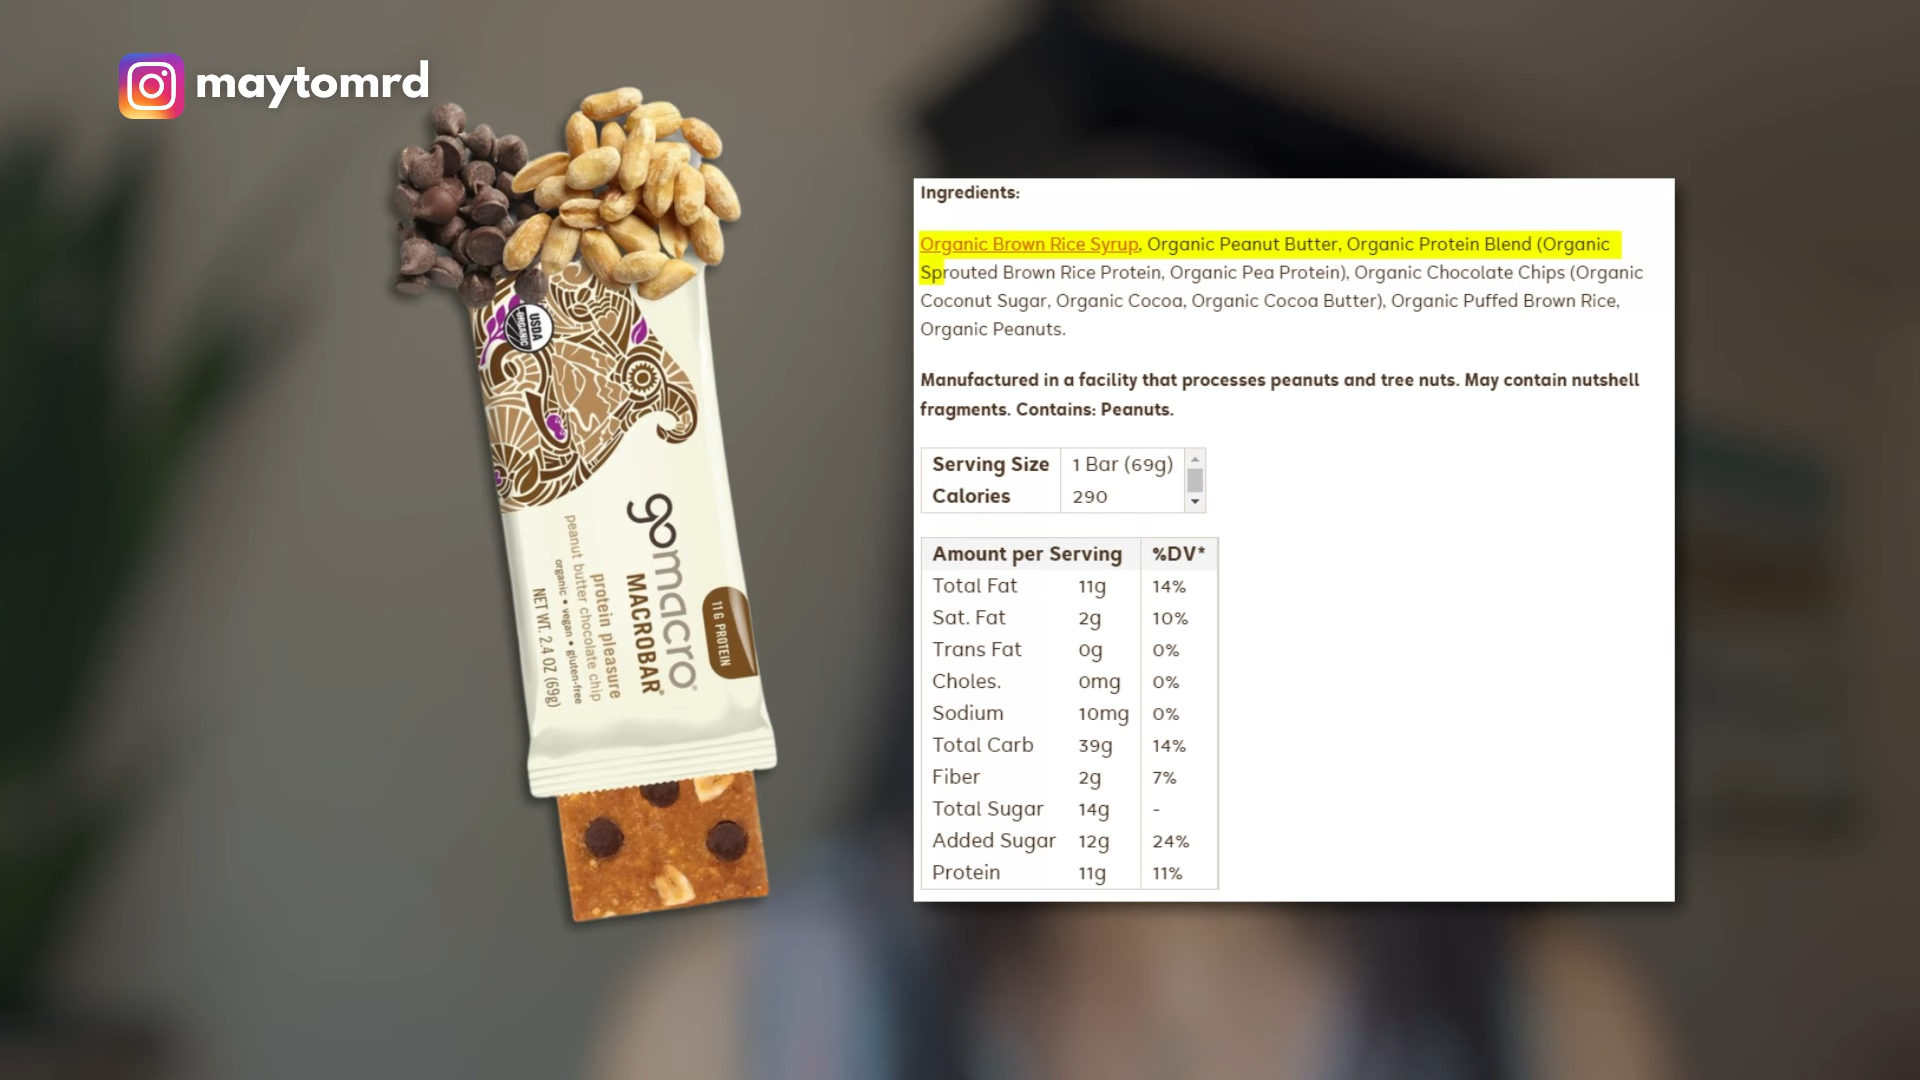 maytomrd
USDA
ORGANIC
gomacro
MACROBAR®
protein pleasure
peanut butter chocolate chip
organic • vegan • gluten-free
NET WT. 2.4 OZ (69g)
11G PROTEIN
Ingredients:
Organic Brown Rice Syrup, Organic Peanut Butter, Organic Protein Blend (Organic
Sprouted Brown Rice Protein, Organic Pea Protein), Organic Chocolate Chips (Organic
Coconut Sugar, Organic Cocoa, Organic Cocoa Butter), Organic Puffed Brown Rice,
Organic Peanuts.
Manufactured in a facility that processes peanuts and tree nuts. May contain nutshell
fragments. Contains: Peanuts.
Serving Size 1 Bar (69g)
Calories 290
Amount per Serving %DV*
Total Fat 11g 14%
Sat. Fat 2g 10%
Trans Fat 0g 0%
Choles. 0mg 0%
Sodium 10mg 0%
Total Carb 39g 14%
Fiber 2g 7%
Total Sugar 14g -
Added Sugar 12g 24%
Protein 11g 11%